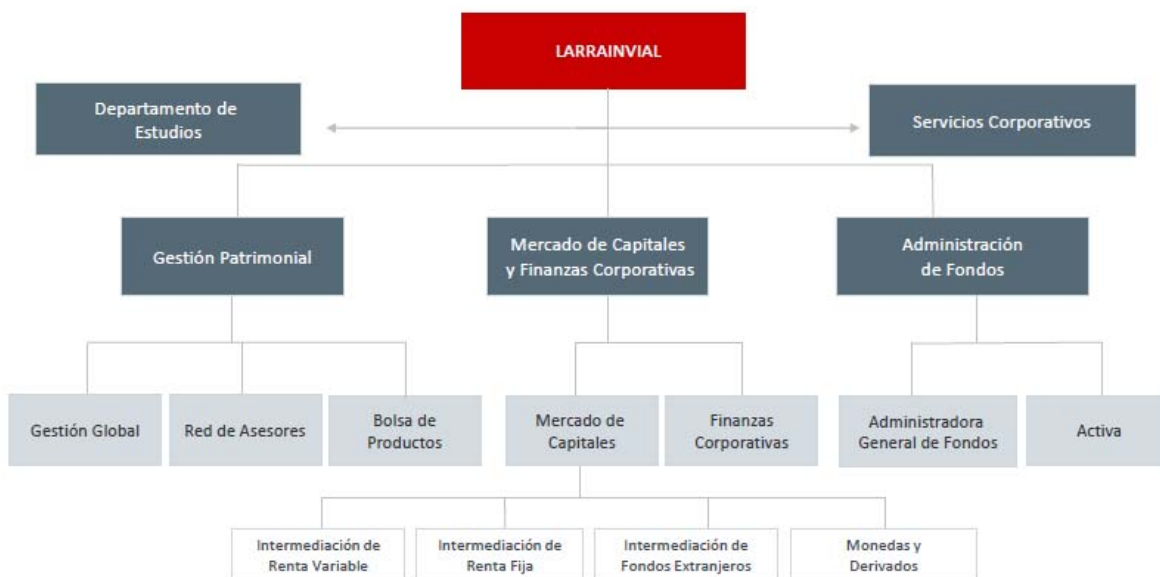 LARRAINVIAL
Departamento de
Estudios
Servicios Corporativos
Gestión Patrimonial
Mercado de Capitales
y Finanzas Corporativas
Administración
de Fondos
Gestión Global
Red de Asesores
Bolsa de
Productos
Mercado de
Capitales
Finanzas
Corporativas
Administradora
General de Fondos
Activa
Intermediación de
Renta Variable
Intermediación de
Renta Fija
Intermediación de
Fondos Extranjeros
Monedas y
Derivados